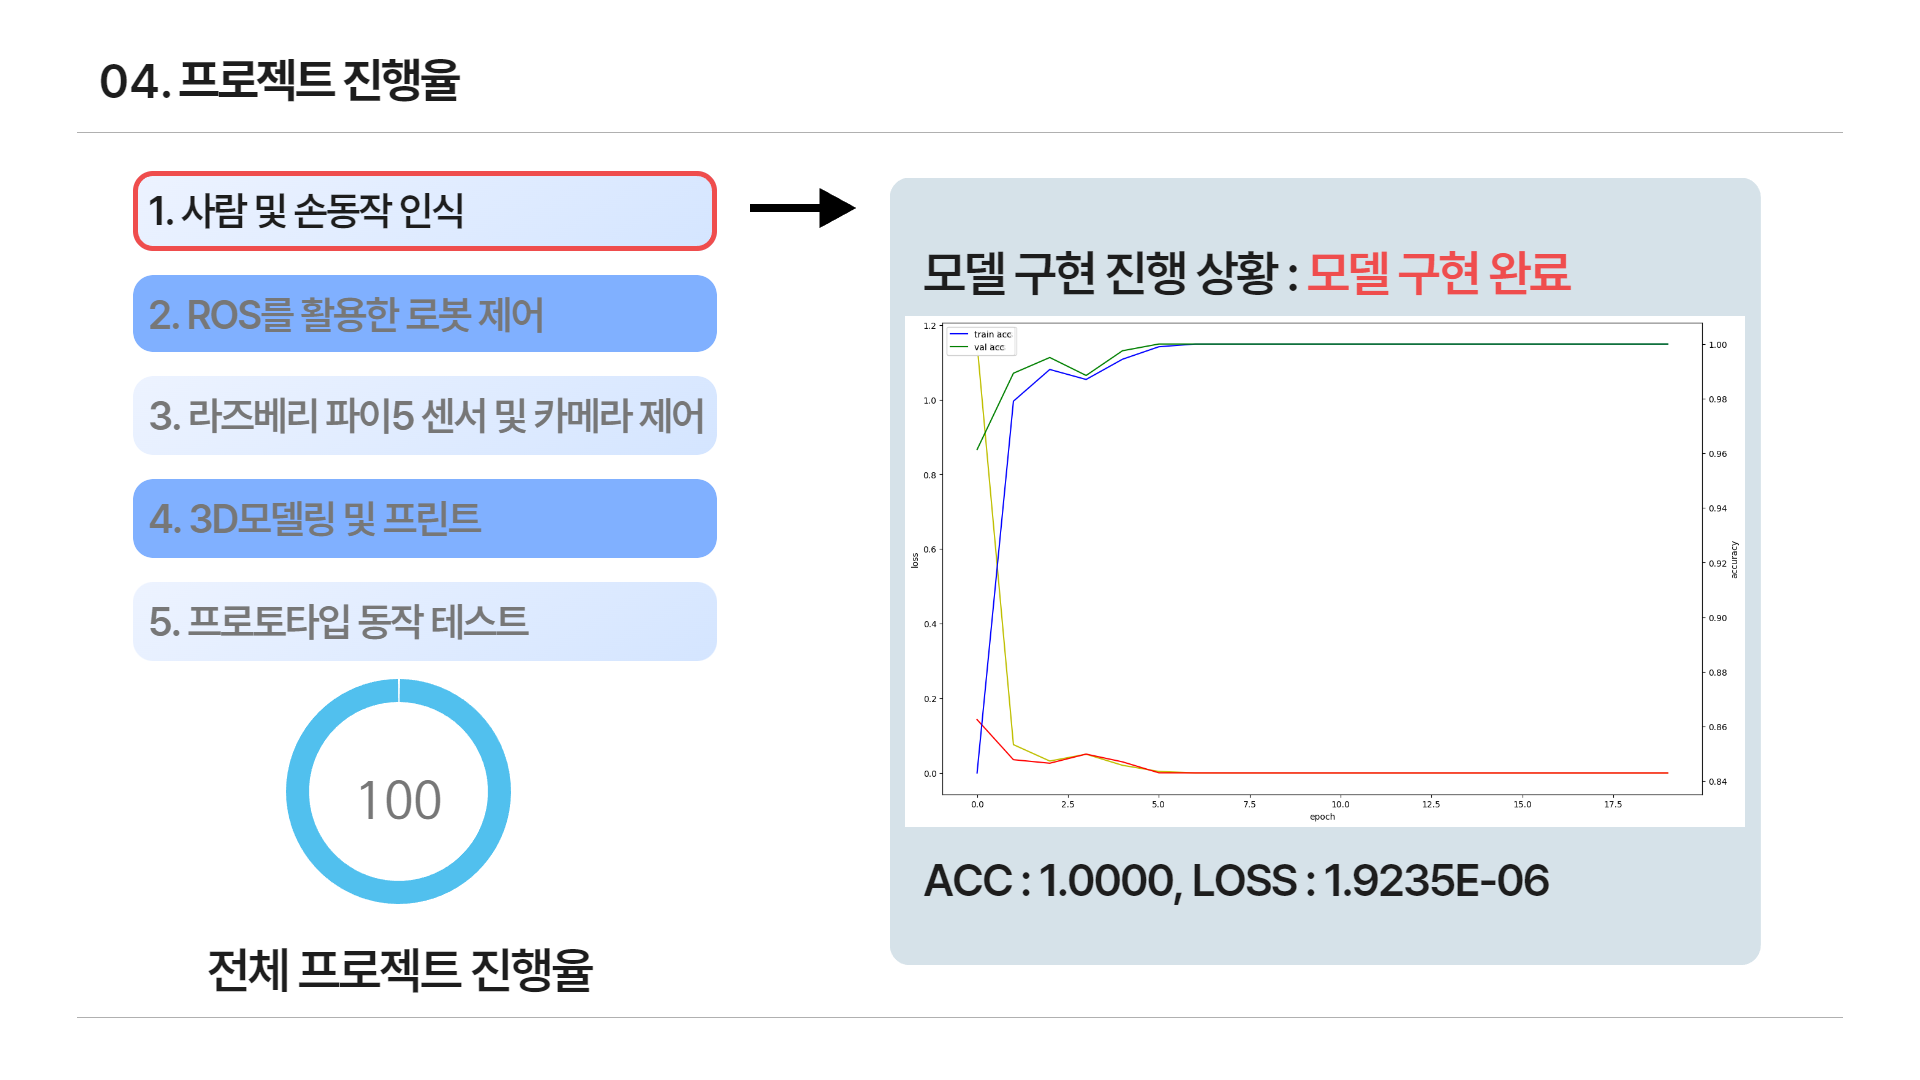 04. 프로젝트 진행율
1. 사람 및 손동작 인식
2. ROS를 활용한 로봇 제어
3. 라즈베리 파이5 센서 및 카메라 제어
4. 3D모델링 및 프린트
5. 프로토타입 동작 테스트
100
전체 프로젝트 진행율
모델 구현 진행 상황 : 모델 구현 완료
train acc
val acc
1.2
1.0
0.8
0.6
0.4
0.2
0.0
loss
1.00
0.98
0.96
0.94
0.92
0.90
0.88
0.86
0.84
accuracy
0.0 2.5 5.0 7.5 10.0 12.5 15.0 17.5
epoch
ACC : 1.0000, LOSS : 1.9235E-06